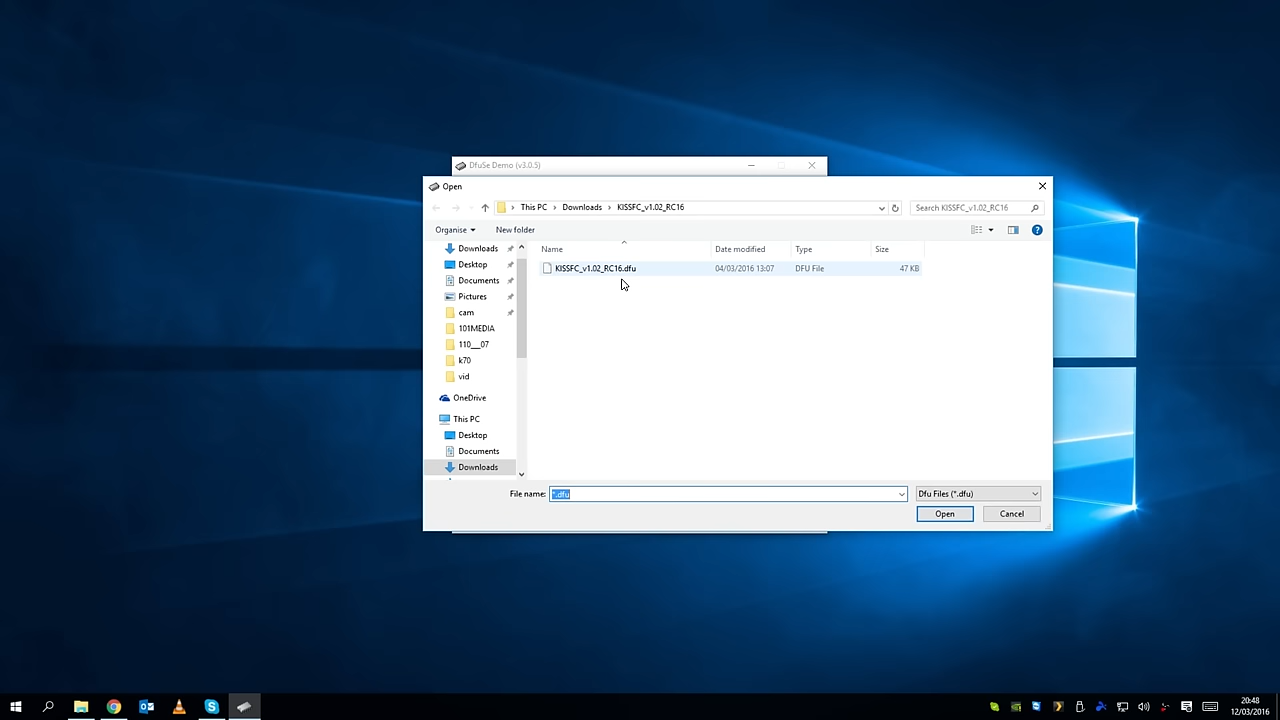 DfuSe Demo (v3.0.5)
Open
This PC > Downloads > KISSFC_v1.02_RC16
Search KISSFC_v1.02_RC16
Organise
New folder
Name
Date modified
Type
Size
KISSFC_v1.02_RC16.dfu
04/03/2016 13:07
DFU File
47 KB
Downloads
Desktop
Documents
Pictures
cam
101MEDIA
110__07
k70
vid
OneDrive
This PC
Desktop
Documents
Downloads
File name:
*.dfu
Dfu Files (*.dfu)
Open
Cancel
20:48
12/03/2016